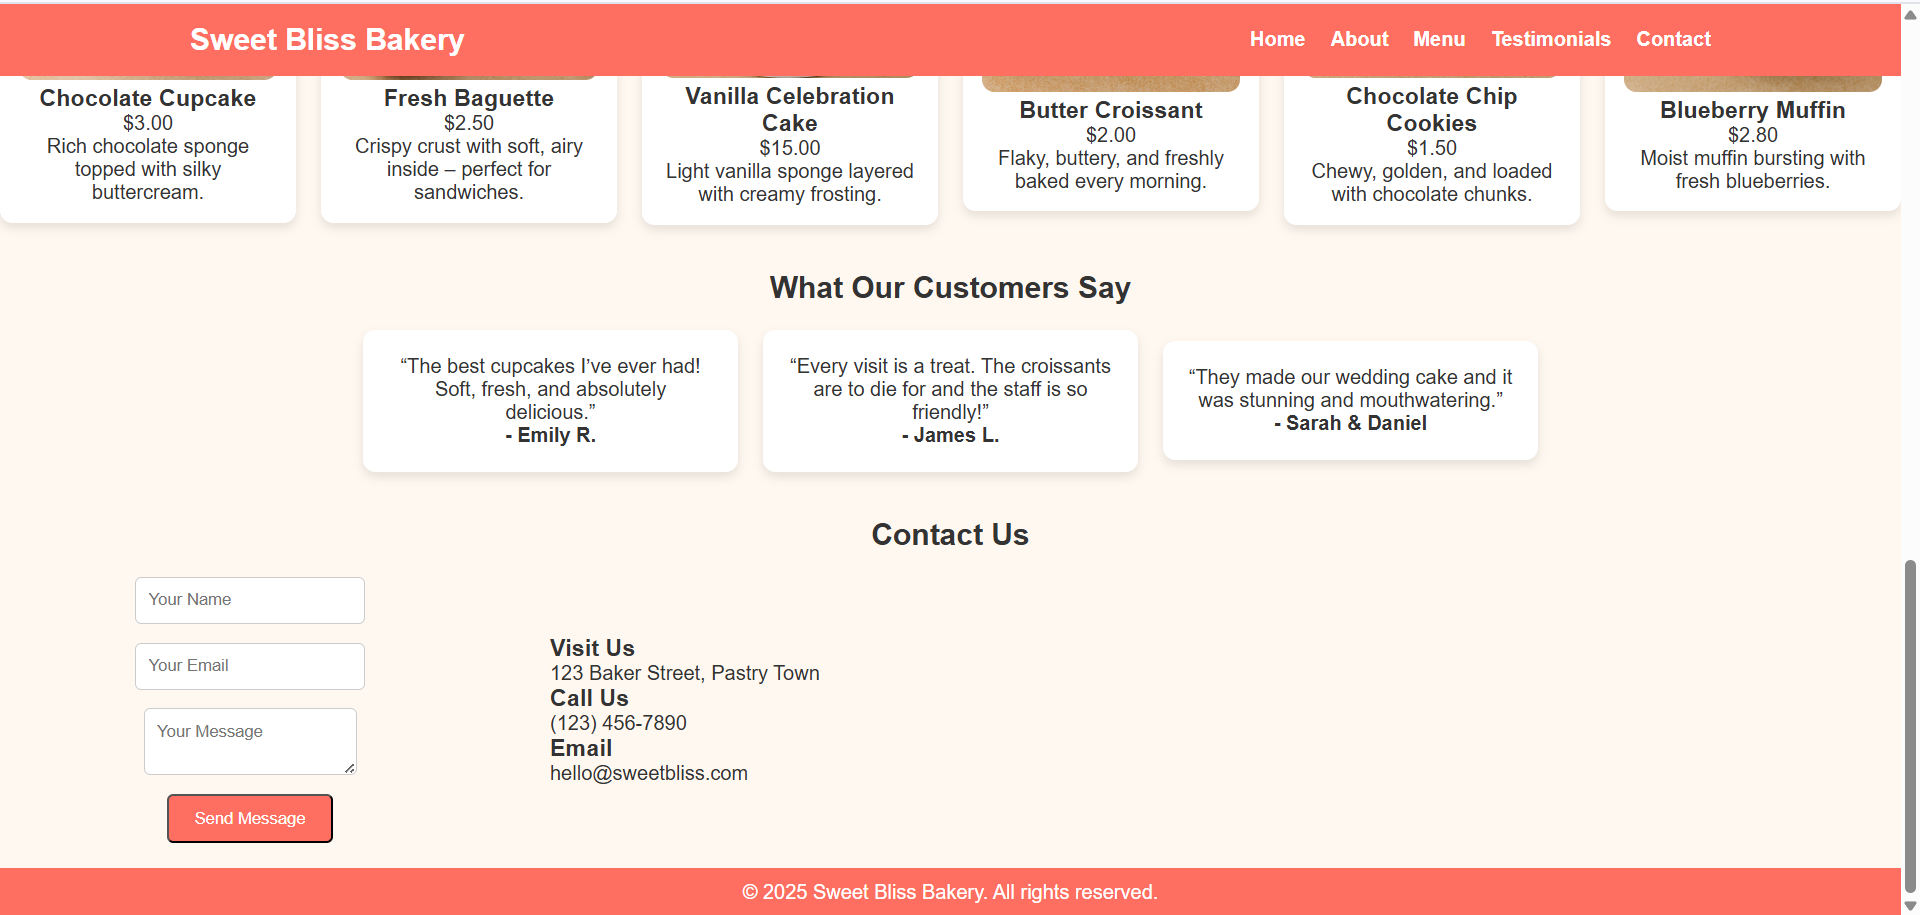 Sweet Bliss Bakery
Home About Menu Testimonials Contact
Chocolate Cupcake
$3.00
Rich chocolate sponge
topped with silky
buttercream.
Fresh Baguette
$2.50
Crispy crust with soft, airy
inside – perfect for
sandwiches.
Vanilla Celebration
Cake
$15.00
Light vanilla sponge layered
with creamy frosting.
Butter Croissant
$2.00
Flaky, buttery, and freshly
baked every morning.
Chocolate Chip
Cookies
$1.50
Chewy, golden, and loaded
with chocolate chunks.
Blueberry Muffin
$2.80
Moist muffin bursting with
fresh blueberries.
What Our Customers Say
“The best cupcakes I’ve ever had!
Soft, fresh, and absolutely
delicious.”
- Emily R.
“Every visit is a treat. The croissants
are to die for and the staff is so
friendly!”
- James L.
“They made our wedding cake and it
was stunning and mouthwatering.”
- Sarah & Daniel
Contact Us
Your Name
Your Email
Your Message
Send Message
Visit Us
123 Baker Street, Pastry Town
Call Us
(123) 456-7890
Email
hello@sweetbliss.com
© 2025 Sweet Bliss Bakery. All rights reserved.